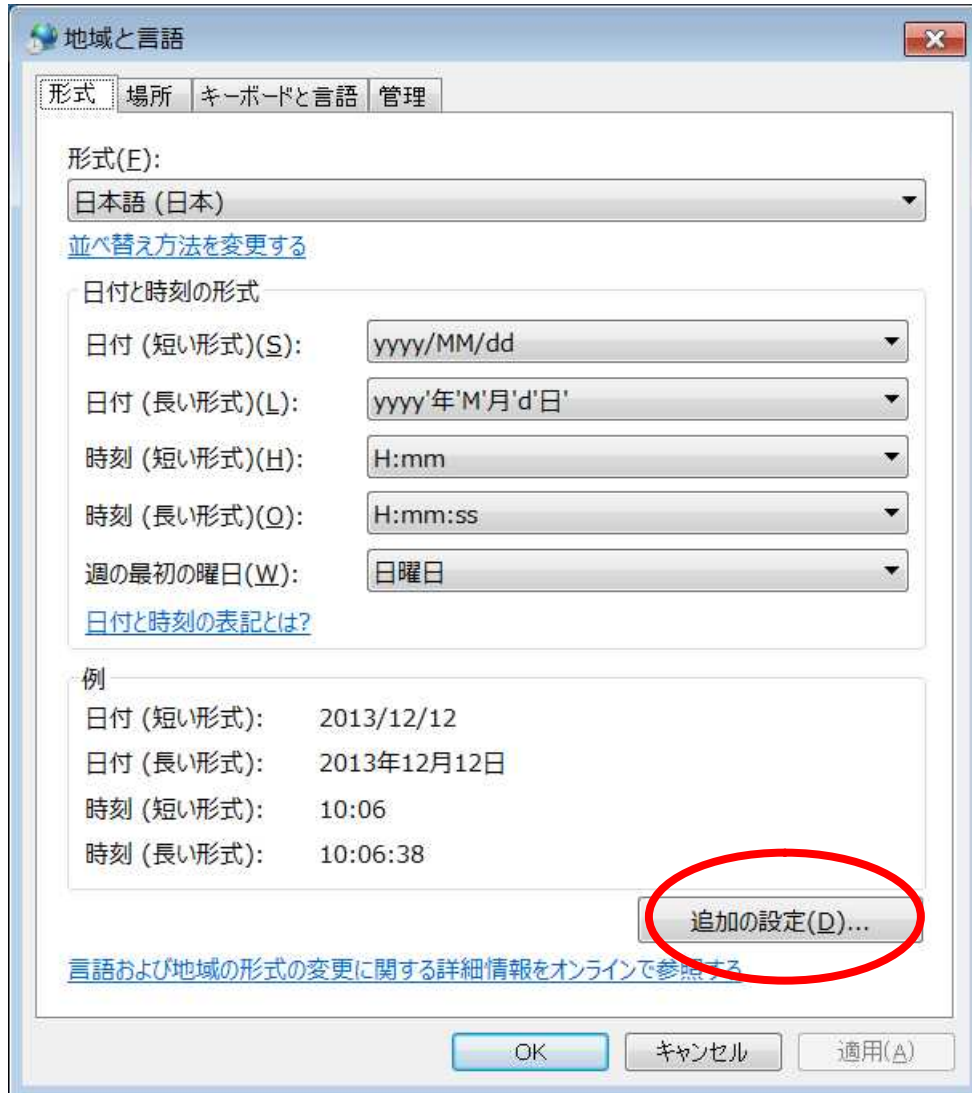 地域と言語
形式 場所 キーボードと言語 管理
形式(F):
日本語 (日本)
並べ替え方法を変更する
日付と時刻の形式
日付 (短い形式)(S): yyyy/MM/dd
日付 (長い形式)(L): yyyy'年'M'月'd'日'
時刻 (短い形式)(H): H:mm
時刻 (長い形式)(O): H:mm:ss
週の最初の曜日(W): 日曜日
日付と時刻の表記とは?
例
日付 (短い形式): 2013/12/12
日付 (長い形式): 2013年12月12日
時刻 (短い形式): 10:06
時刻 (長い形式): 10:06:38
追加の設定(D)...
言語および地域の形式の変更に関する詳細情報をオンラインで参照する
OK キャンセル 適用(A)